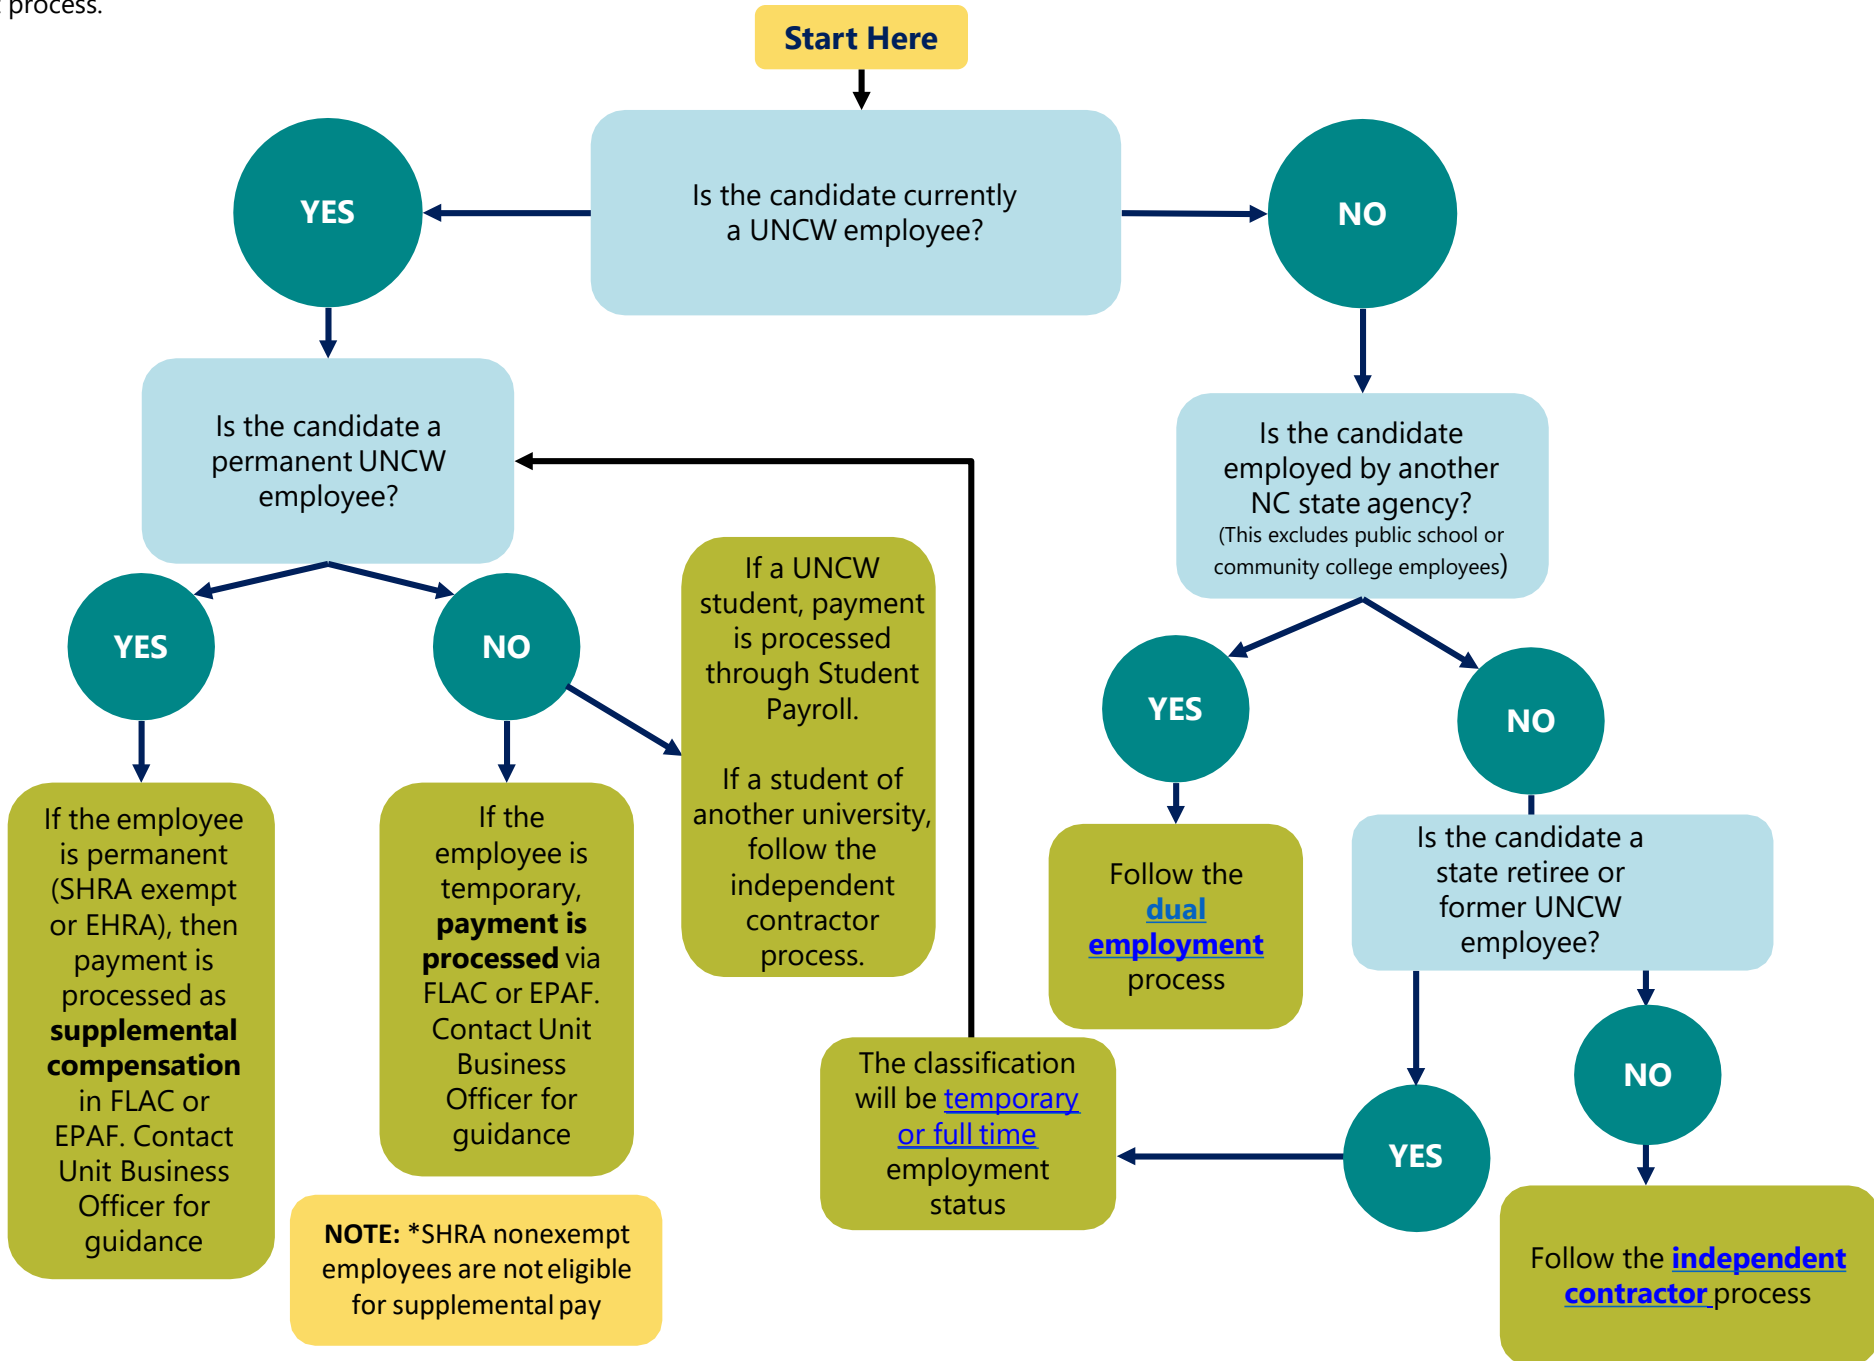 process.
Start Here
Is the candidate currently
a UNCW employee?
YES
NO
Is the candidate a
permanent UNCW
employee?
Is the candidate
employed by another
NC state agency?
(This excludes public school or
community college employees)
YES
NO
If a UNCW
student, payment
is processed
through Student
Payroll.
If a student of
another university,
follow the
independent
contractor
process.
YES
NO
If the employee
is permanent
(SHRA exempt
or EHRA), then
payment is
processed as
supplemental
compensation
in FLAC or
EPAF. Contact
Unit Business
Officer for
guidance
If the
employee is
temporary,
payment is
processed via
FLAC or EPAF.
Contact Unit
Business
Officer for
guidance
Follow the
dual
employment
process
Is the candidate a
state retiree or
former UNCW
employee?
The classification
will be temporary
or full time
employment
status
YES
NO
NOTE: *SHRA nonexempt
employees are not eligible
for supplemental pay
Follow the independent
contractor process